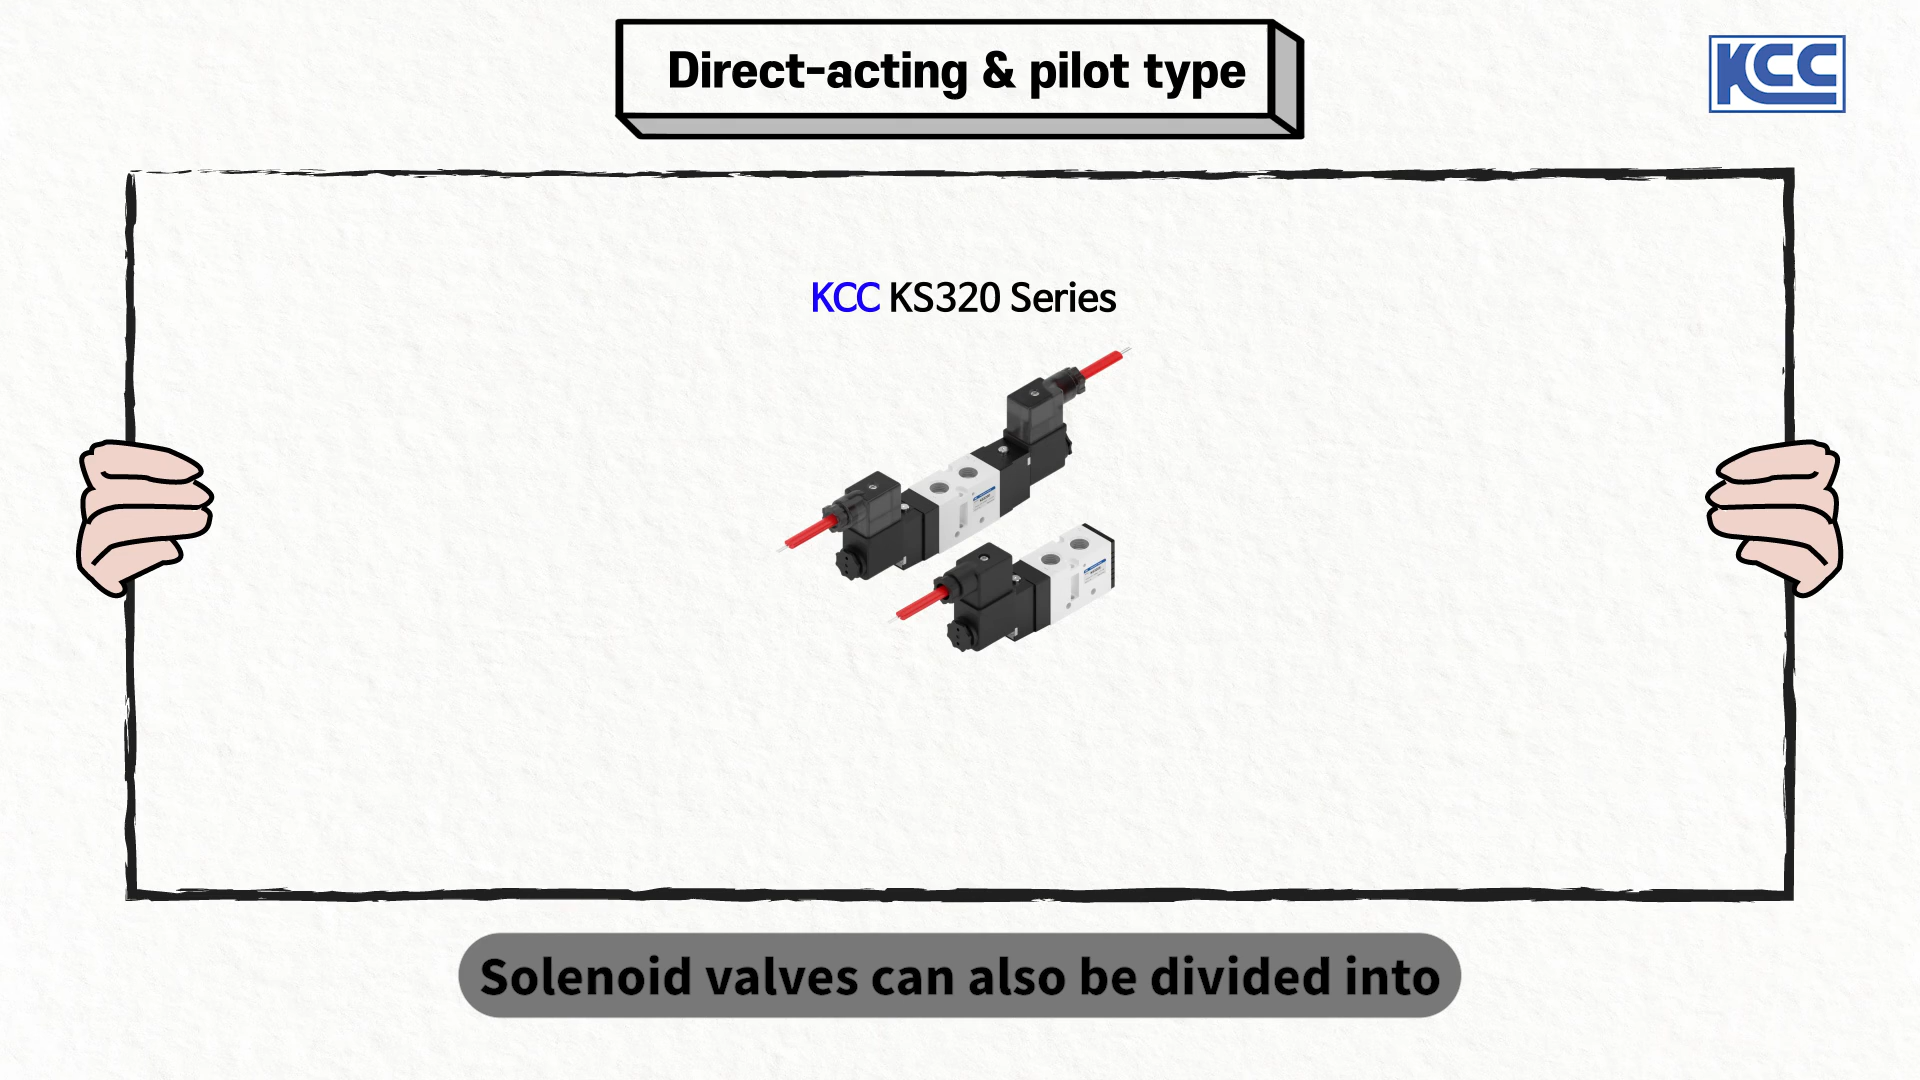 Direct-acting & pilot type
KCC
KCC KS320 Series
Solenoid valves can also be divided into